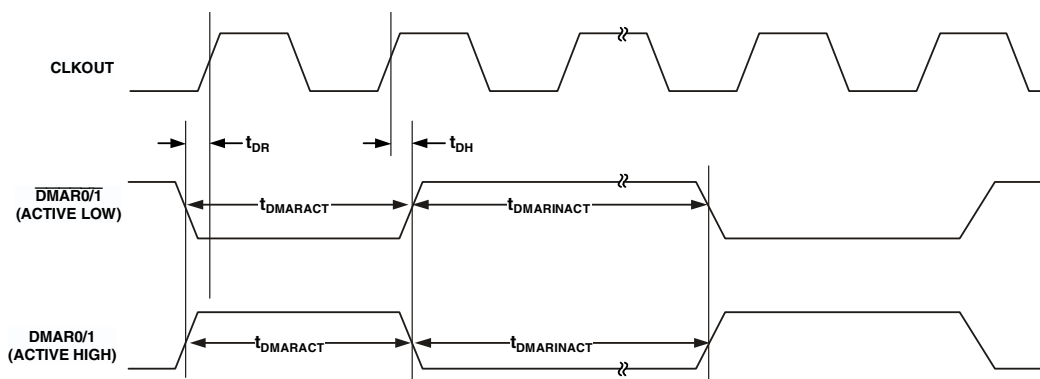 CLKOUT
tDR
tDH
DMAR0/1
(ACTIVE LOW)
tDMARACT
tDMARINACT
DMAR0/1
(ACTIVE HIGH)
tDMARACT
tDMARINACT